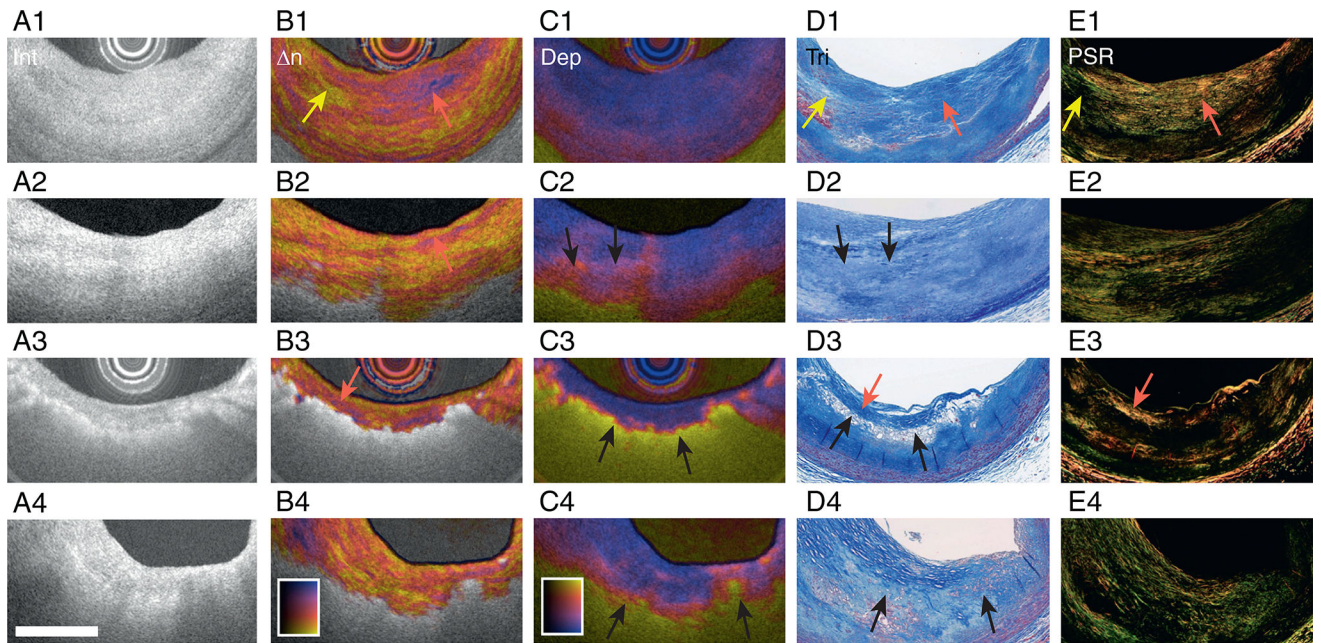 A1 B1 C1 D1 E1
Int Δn Dep Tri PSR
A2 B2 C2 D2 E2
A3 B3 C3 D3 E3
A4 B4 C4 D4 E4